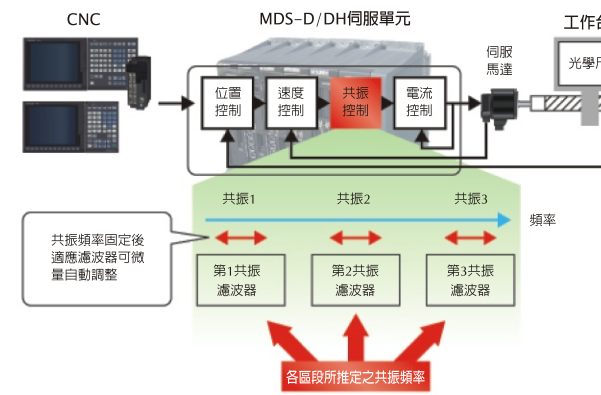 CNC
MDS-D/DH伺服單元
工作台
伺服
馬達
光學尺
位置
控制
速度
控制
共振
控制
電流
控制
共振1
共振2
共振3
頻率
共振頻率固定後
適應濾波器可微
量自動調整
第1共振
濾波器
第2共振
濾波器
第3共振
濾波器
各區段所推定之共振頻率